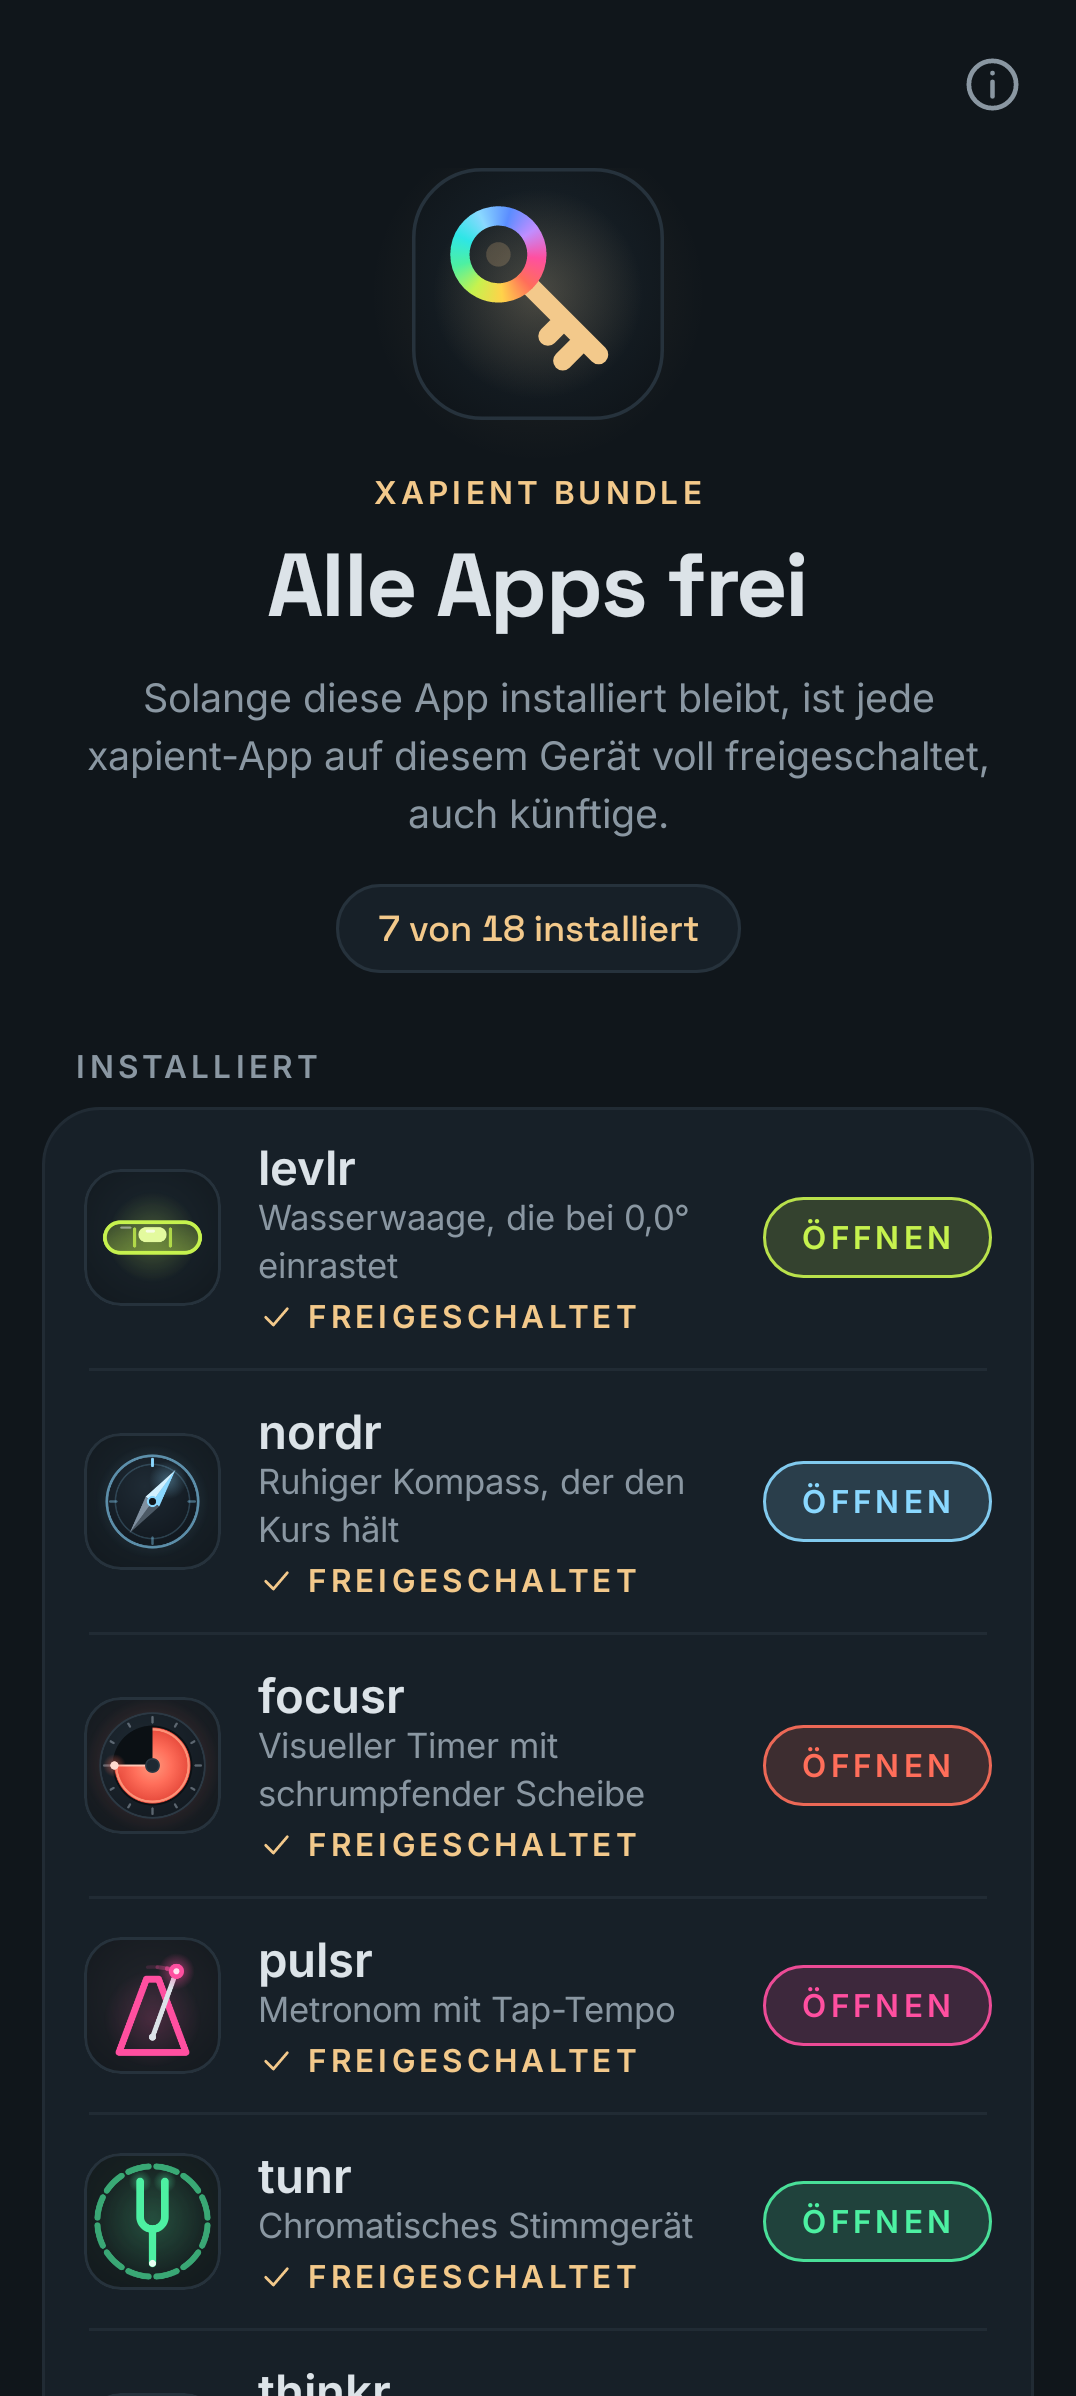 XAPIENT BUNDLE
Alle Apps frei
Solange diese App installiert bleibt, ist jede
xapient-App auf diesem Gerät voll freigeschaltet,
auch künftige.
7 von 18 installiert
INSTALLIERT
levlr
Wasserwaage, die bei 0,0°
einrastet
✓ FREIGESCHALTET
ÖFFNEN
nordr
Ruhiger Kompass, der den
Kurs hält
✓ FREIGESCHALTET
ÖFFNEN
focusr
Visueller Timer mit
schrumpfender Scheibe
✓ FREIGESCHALTET
ÖFFNEN
pulsr
Metronom mit Tap-Tempo
✓ FREIGESCHALTET
ÖFFNEN
tunr
Chromatisches Stimmgerät
✓ FREIGESCHALTET
ÖFFNEN
thinkr